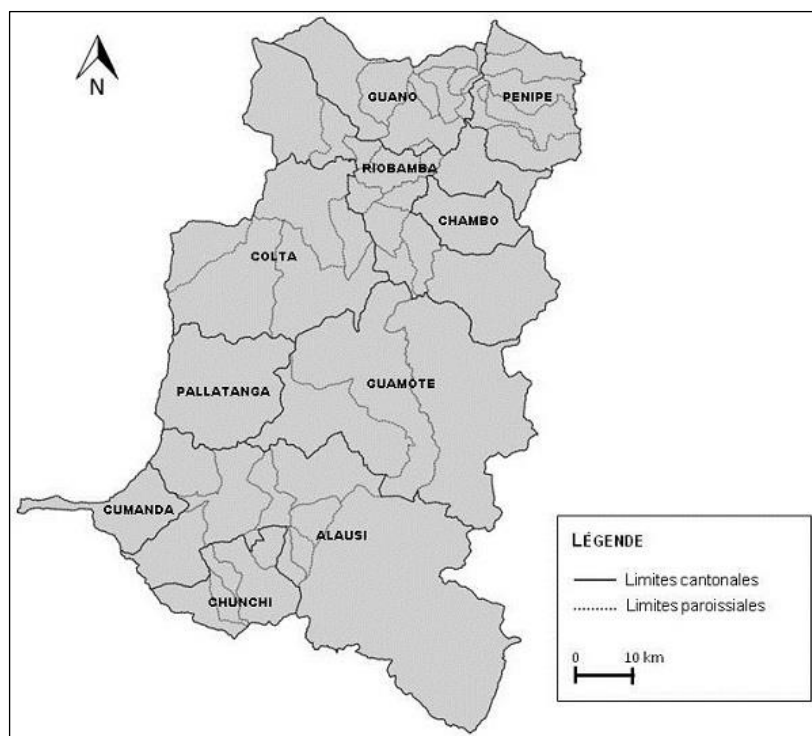 N
GUANO
PENIPE
RIOBAMBA
CHAMBO
COLTA
PALLATANGA
GUAMOTE
CUMANDA
ALAUSI
CHUNCHI
LÉGENDE
Limites cantonales
Limites paroissiales
0 10 km